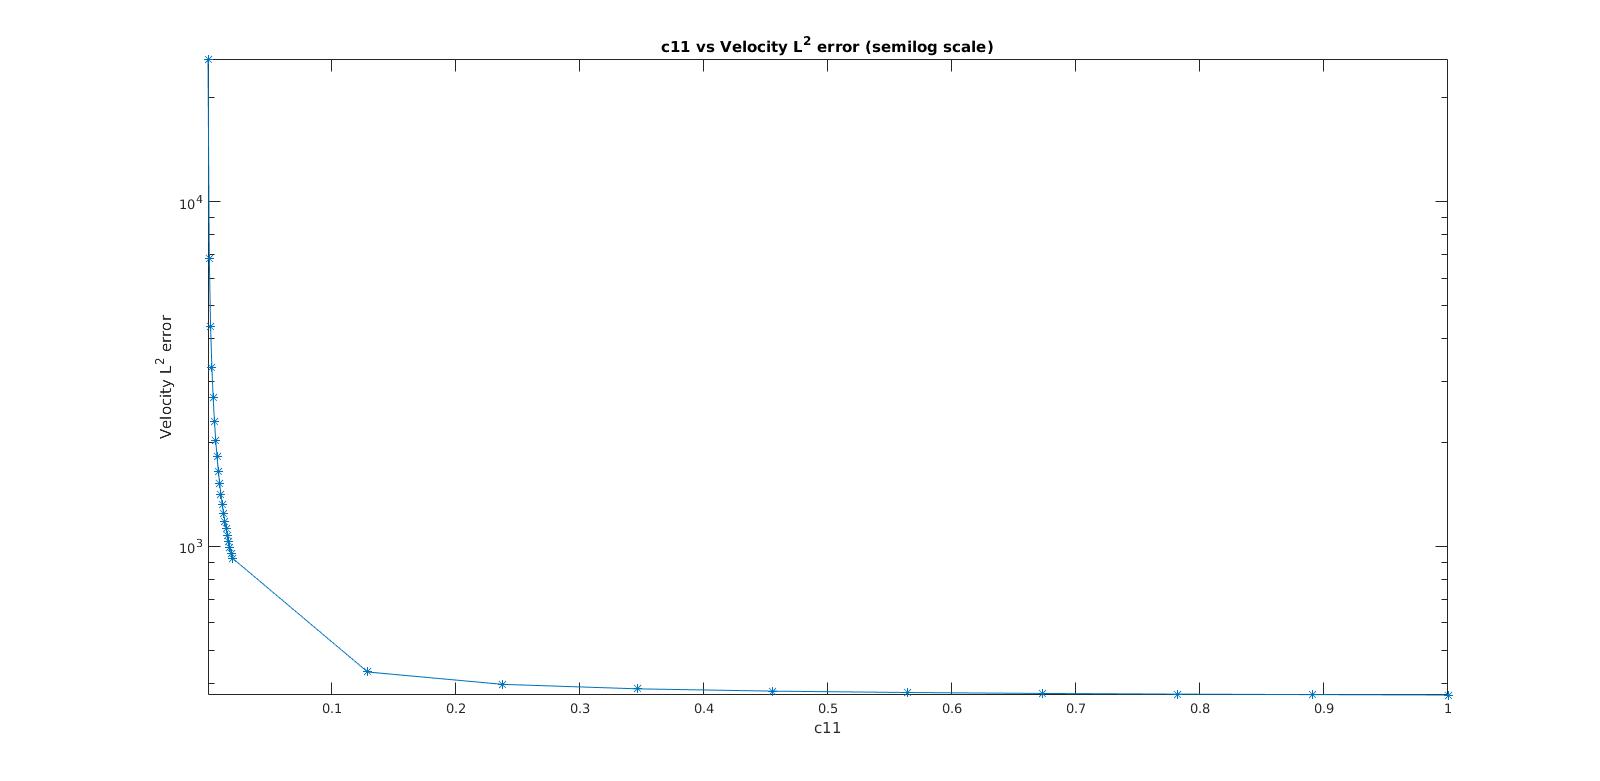 c11 vs Velocity L² error (semilog scale)
10⁴
10³
Velocity L² error
0.1 0.2 0.3 0.4 0.5 0.6 0.7 0.8 0.9 1
c11